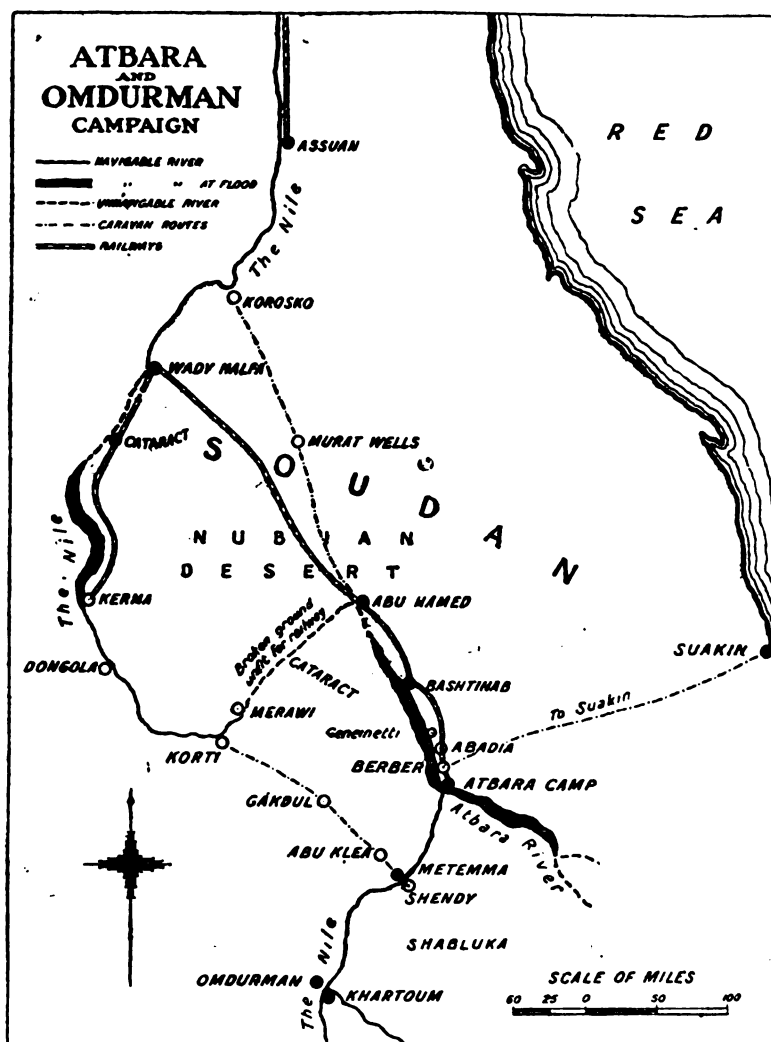 ATBARA
AND
OMDURMAN
CAMPAIGN
NAVIGABLE RIVER
" " AT FLOOD
UNNAVIGABLE RIVER
CARAVAN ROUTES
RAILWAYS
ASSUAN
RED
SEA
The Nile
KOROSKO
WADY HALFA
CATARACT
MURAT WELLS
SOUDAN
NUBIAN
DESERT
The Nile
KERMA
ABU HAMED
Broken ground
unfit for railway
CATARACT
DONGOLA
SUAKIN
BASHTINAB
MERAWI
To Suakin
Geneinetti
KORTI
ABADIA
BERBER
ATBARA CAMP
GÁKDUL
Atbara River
ABU KLEA
METEMMA
SHENDY
SHABLUKA
The Nile
OMDURMAN
KHARTOUM
SCALE OF MILES
50 25 0 50 100